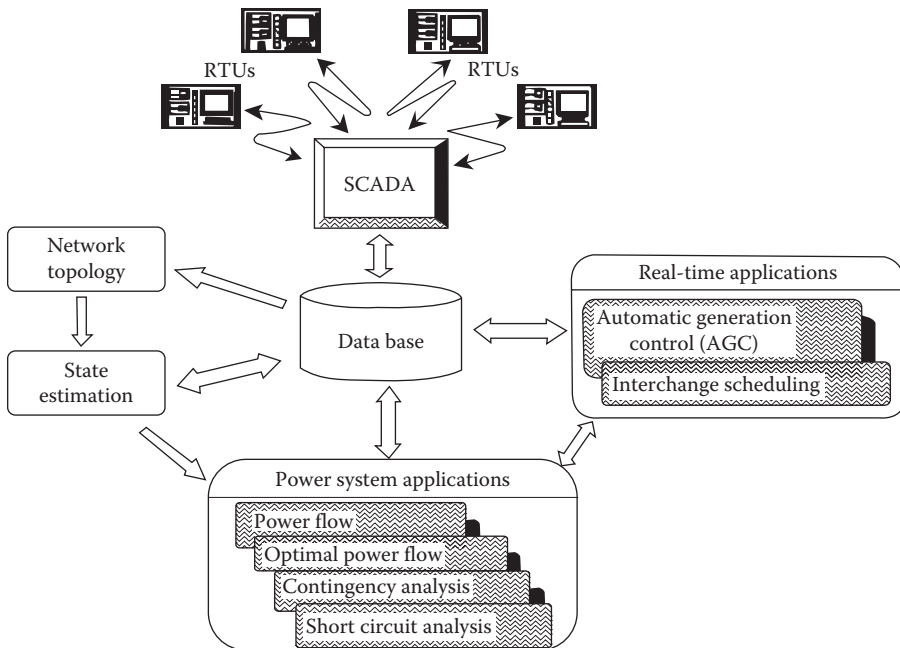 RTUs
RTUs
SCADA
Network
topology
Real-time applications
Automatic generation
control (AGC)
Data base
State
estimation
Interchange scheduling
Power system applications
Power flow
Optimal power flow
Contingency analysis
Short circuit analysis